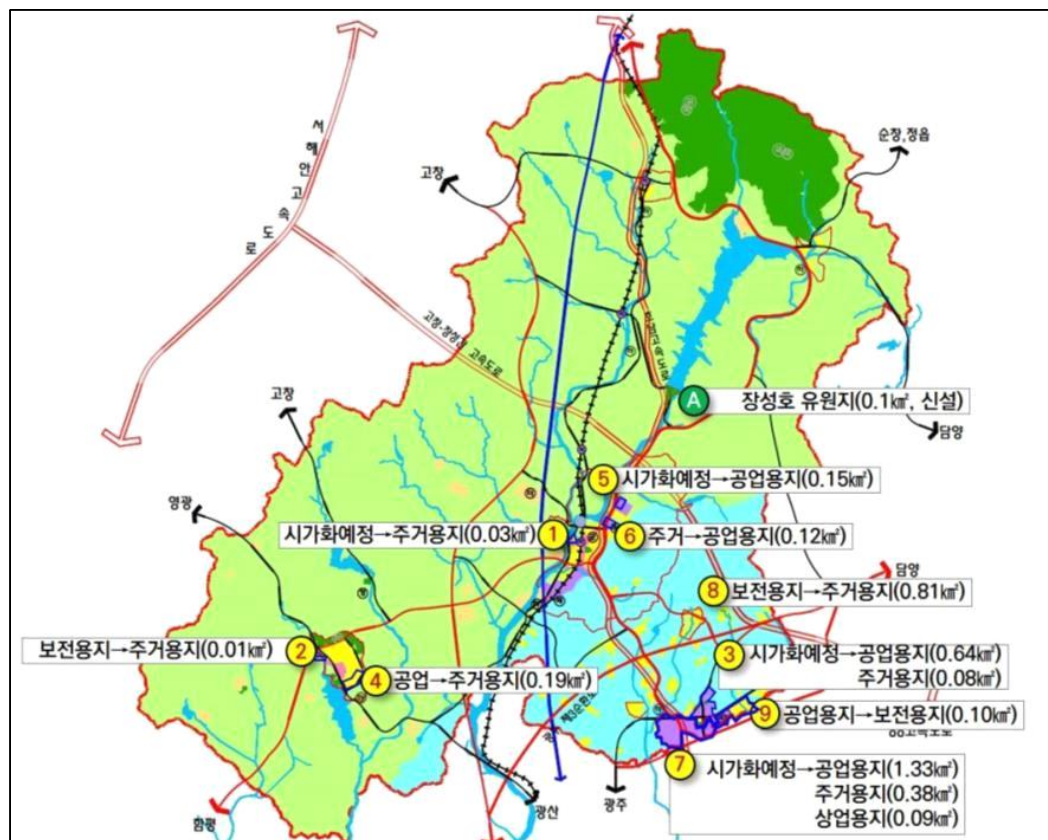 서해안고속도로
순창,정읍
고창
고창-장성간 고속도로
A 장성호 유원지(0.1㎢, 신설)
고창
담양
5 시가화예정→공업용지(0.15㎢)
영광
시가화예정→주거용지(0.03㎢) 1
6 주거→공업용지(0.12㎢)
담양
8 보전용지→주거용지(0.81㎢)
보전용지→주거용지(0.01㎢) 2
3 시가화예정→공업용지(0.64㎢)
주거용지(0.08㎢)
4 공업→주거용지(0.19㎢)
9 공업용지→보전용지(0.10㎢)
88고속도로
7 시가화예정→공업용지(1.33㎢)
주거용지(0.38㎢)
상업용지(0.09㎢)
함평
광산
광주